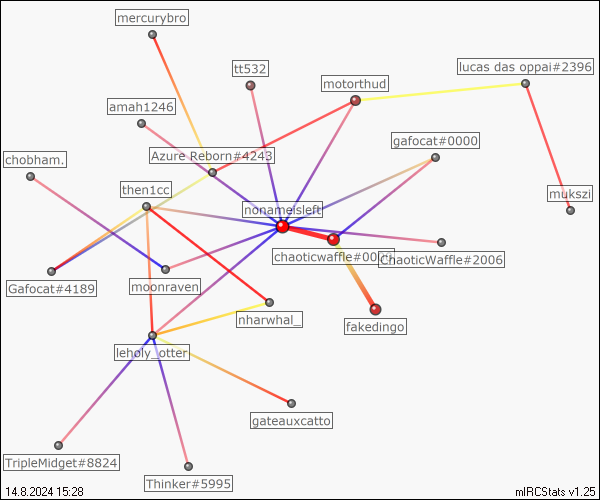 mercurybro
tt532
lucas das oppai#2396
motorthud
amah1246
gafocat#0000
chobham.
Azure Reborn#4243
then1cc
mukszi
nonameisleft
chaoticwaffle#0
ChaoticWaffle#2006
Gafocat#4189
moonraven
nharwhal_
fakedingo
leholy_otter
gateauxcatto
TripleMidget#8824
Thinker#5995
14.8.2024 15:28
mIRCStats v1.25